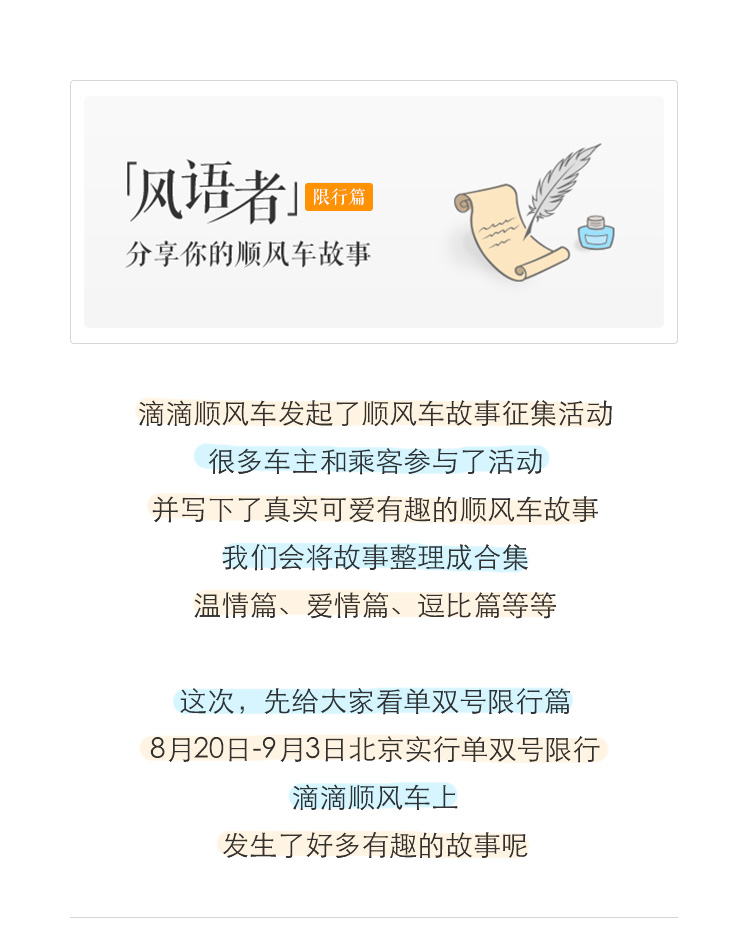 「风语者」 限行篇
分享你的顺风车故事
滴滴顺风车发起了顺风车故事征集活动
很多车主和乘客参与了活动
并写下了真实可爱有趣的顺风车故事
我们会将故事整理成合集
温情篇、爱情篇、逗比篇等等
这次，先给大家看单双号限行篇
8月20日-9月3日北京实行单双号限行
滴滴顺风车上
发生了好多有趣的故事呢